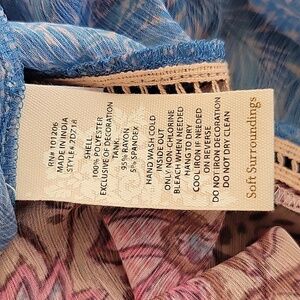 RN# 101206
MADE IN INDIA
STYLE# 2D218
SHELL
100% POLYESTER
EXCLUSIVE OF DECORATION
TANK
95% RAYON
5% SPANDEX
HAND WASH COLD
INSIDE OUT
ONLY NON-CHLORINE
BLEACH WHEN NEEDED
HANG TO DRY
COOL IRON IF NEEDED
ON REVERSE
DO NOT IRON DECORATION
DO NOT DRY CLEAN
Soft Surroundings